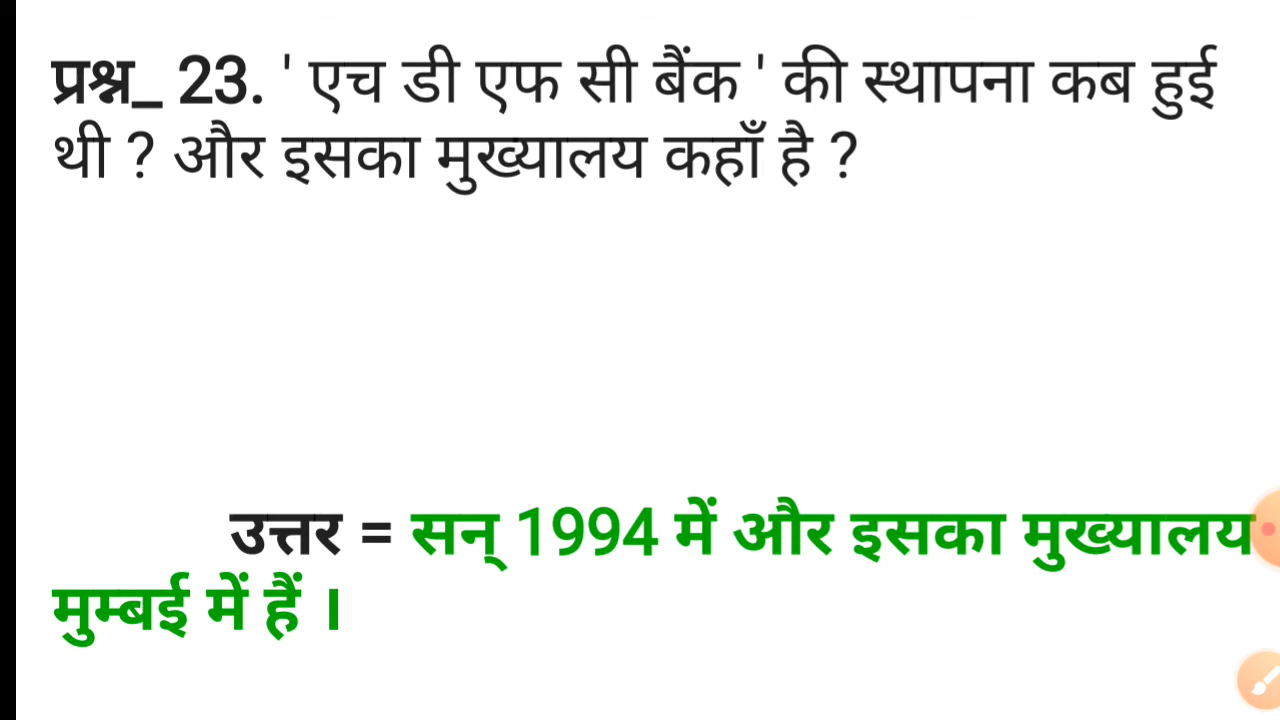 प्रश्न_ 23. ' एच डी एफ सी बैंक ' की स्थापना कब हुई
थी ? और इसका मुख्यालय कहाँ है ?
उत्तर = सन् 1994 में और इसका मुख्यालय
मुम्बई में हैं ।